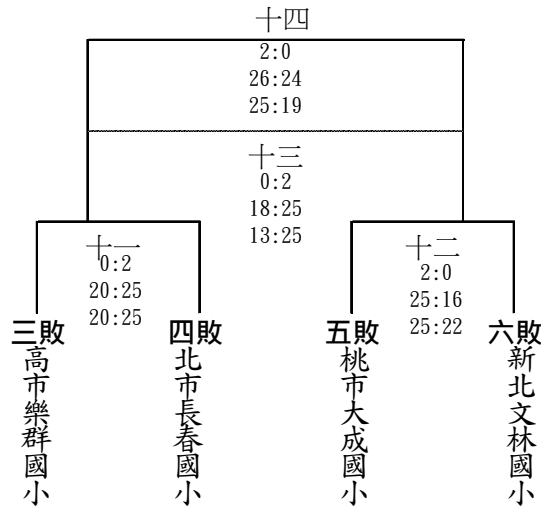 十四
2:0
26:24
25:19
十三
0:2
18:25
13:25
十一
0:2
20:25
20:25
十二
2:0
25:16
25:22
三敗
高市樂群國小
四敗
北市長春國小
五敗
桃市大成國小
六敗
新北文林國小